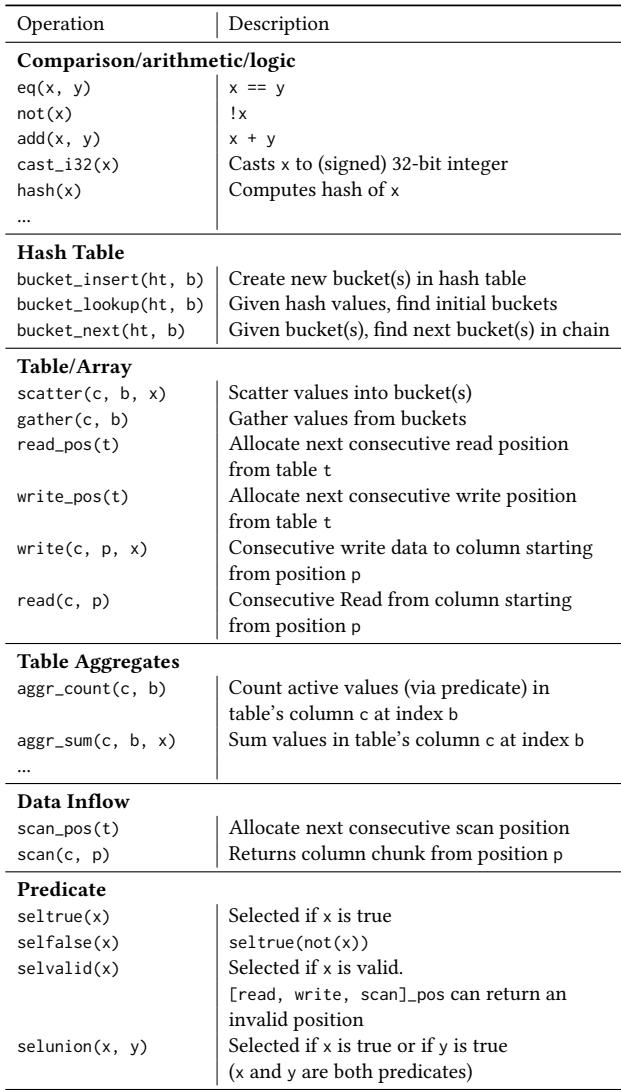 Operation Description
Comparison/arithmetic/logic
eq(x, y) x == y
not(x) !x
add(x, y) x + y
cast_i32(x) Casts x to (signed) 32-bit integer
hash(x) Computes hash of x
...
Hash Table
bucket_insert(ht, b) Create new bucket(s) in hash table
bucket_lookup(ht, b) Given hash values, find initial buckets
bucket_next(ht, b) Given bucket(s), find next bucket(s) in chain
Table/Array
scatter(c, b, x) Scatter values into bucket(s)
gather(c, b) Gather values from buckets
read_pos(t) Allocate next consecutive read position
from table t
write_pos(t) Allocate next consecutive write position
from table t
write(c, p, x) Consecutive write data to column starting
from position p
read(c, p) Consecutive Read from column starting
from position p
Table Aggregates
aggr_count(c, b) Count active values (via predicate) in
table's column c at index b
aggr_sum(c, b, x) Sum values in table's column c at index b
...
Data Inflow
scan_pos(t) Allocate next consecutive scan position
scan(c, p) Returns column chunk from position p
Predicate
seltrue(x) Selected if x is true
selfalse(x) seltrue(not(x))
selvalid(x) Selected if x is valid.
[read, write, scan]_pos can return an
invalid position
selunion(x, y) Selected if x is true or if y is true
(x and y are both predicates)